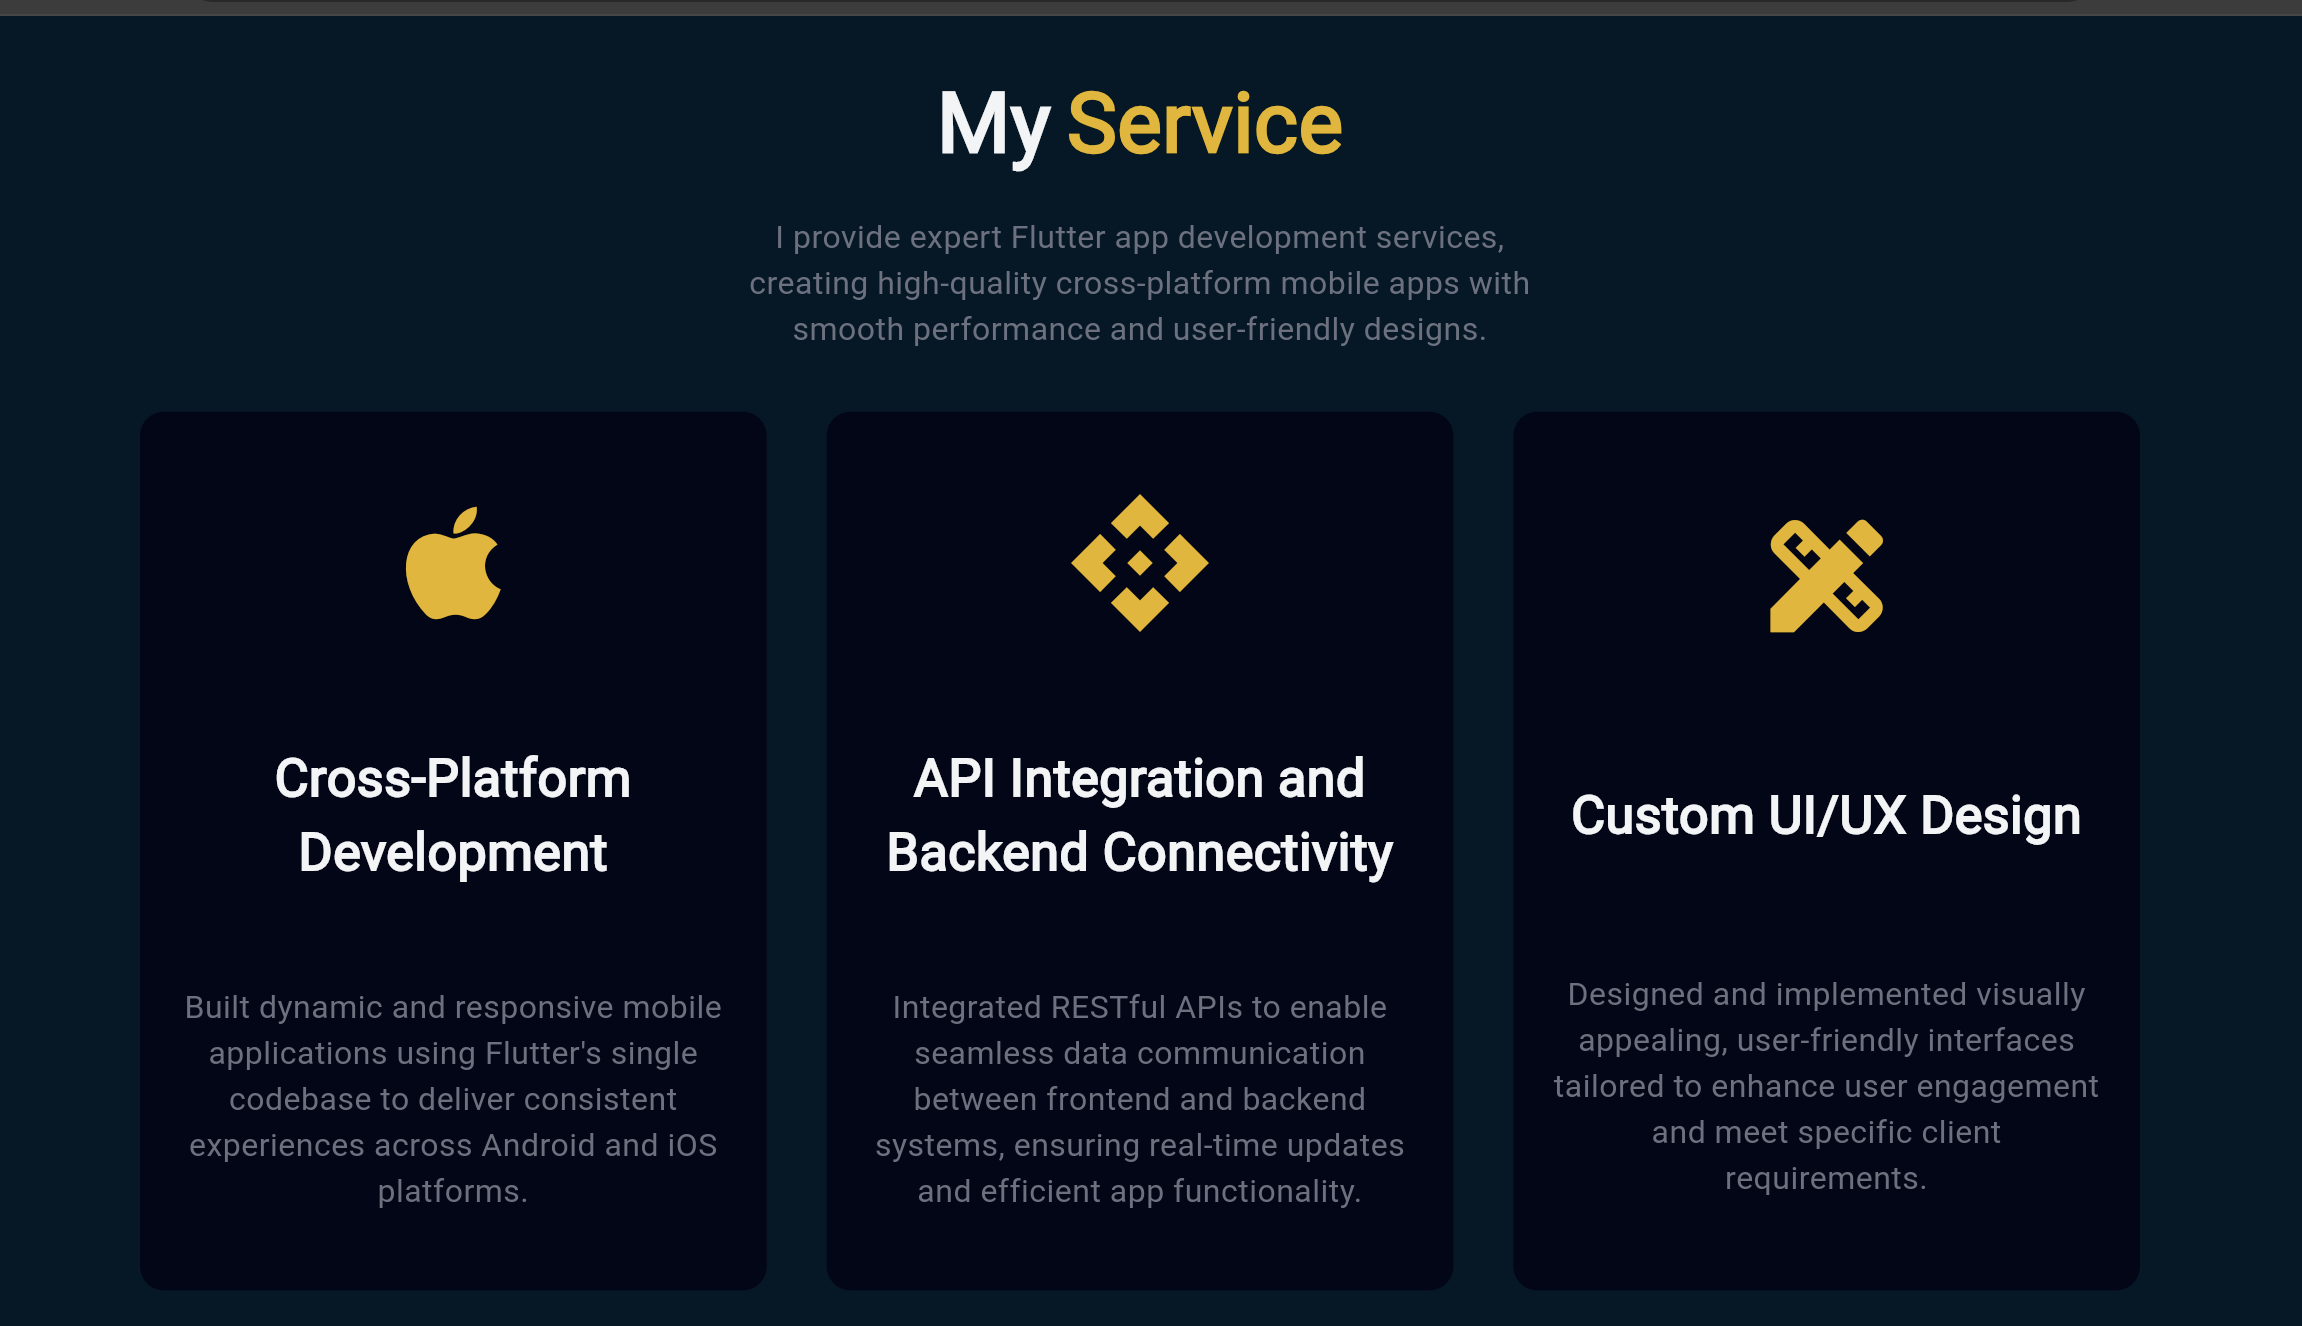 My Service
I provide expert Flutter app development services,
creating high-quality cross-platform mobile apps with
smooth performance and user-friendly designs.
Cross-Platform
Development
Built dynamic and responsive mobile
applications using Flutter's single
codebase to deliver consistent
experiences across Android and iOS
platforms.
API Integration and
Backend Connectivity
Integrated RESTful APIs to enable
seamless data communication
between frontend and backend
systems, ensuring real-time updates
and efficient app functionality.
Custom UI/UX Design
Designed and implemented visually
appealing, user-friendly interfaces
tailored to enhance user engagement
and meet specific client
requirements.